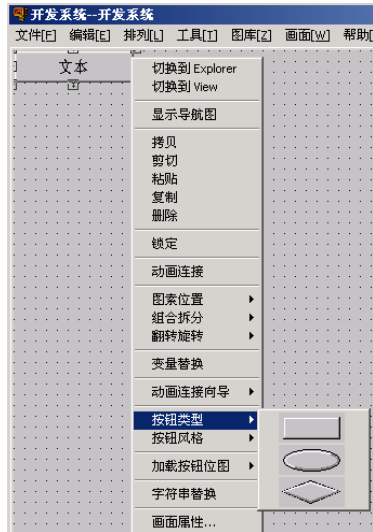 开发系统--开发系统
文件[F] 编辑[E] 排列[L] 工具[T] 图库[Z] 画面[W] 帮助[
文本
切换到 Explorer
切换到 View
显示导航图
拷贝
剪切
粘贴
复制
删除
锁定
动画连接
图素位置
组合拆分
翻转旋转
变量替换
动画连接向导
按钮类型
按钮风格
加载按钮位图
字符串替换
画面属性...